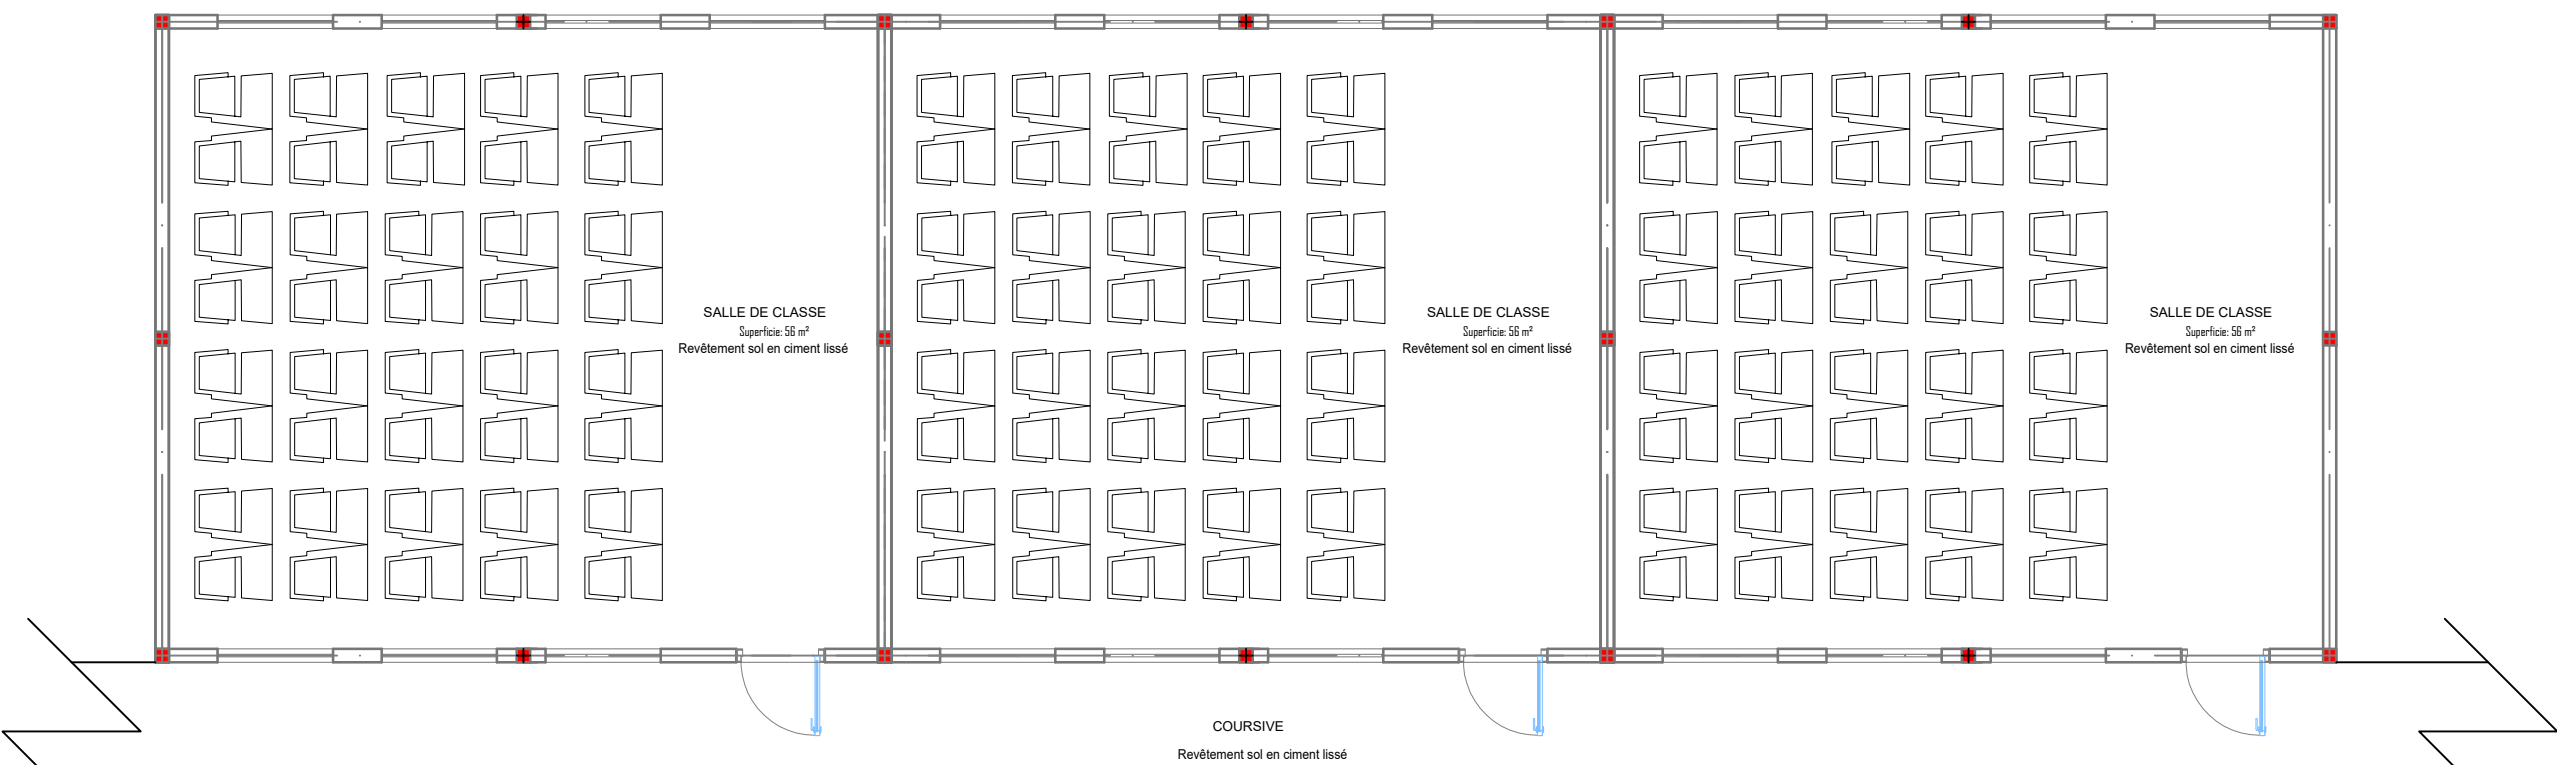 SALLE DE CLASSE
Superficie: 56 m²
Revêtement sol en ciment lissé
SALLE DE CLASSE
Superficie: 56 m²
Revêtement sol en ciment lissé
SALLE DE CLASSE
Superficie: 56 m²
Revêtement sol en ciment lissé
COURSIVE
Revêtement sol en ciment lissé